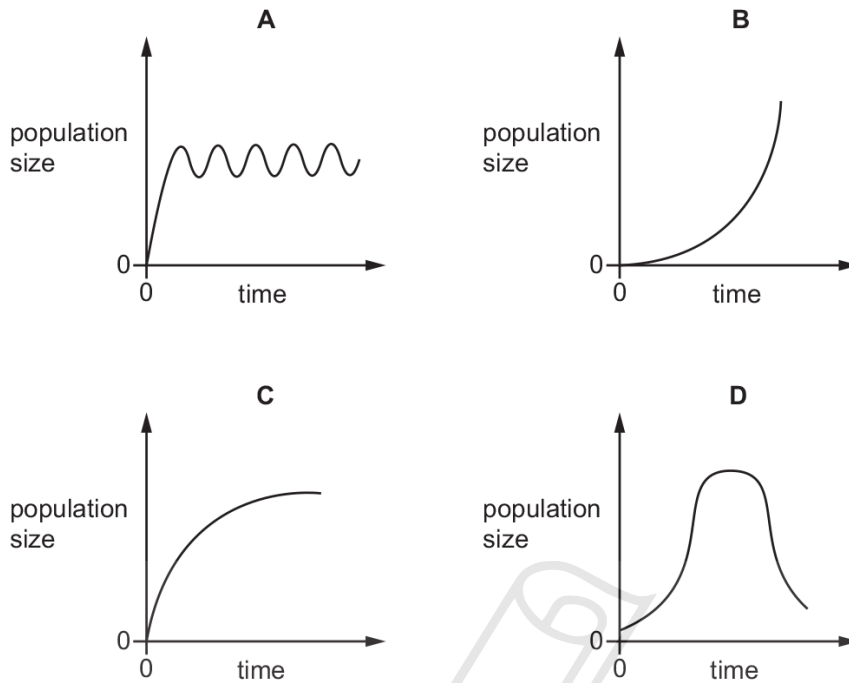 A
population
size
0
0
time
B
population
size
0
0
time
C
population
size
0
0
time
D
population
size
0
0
time